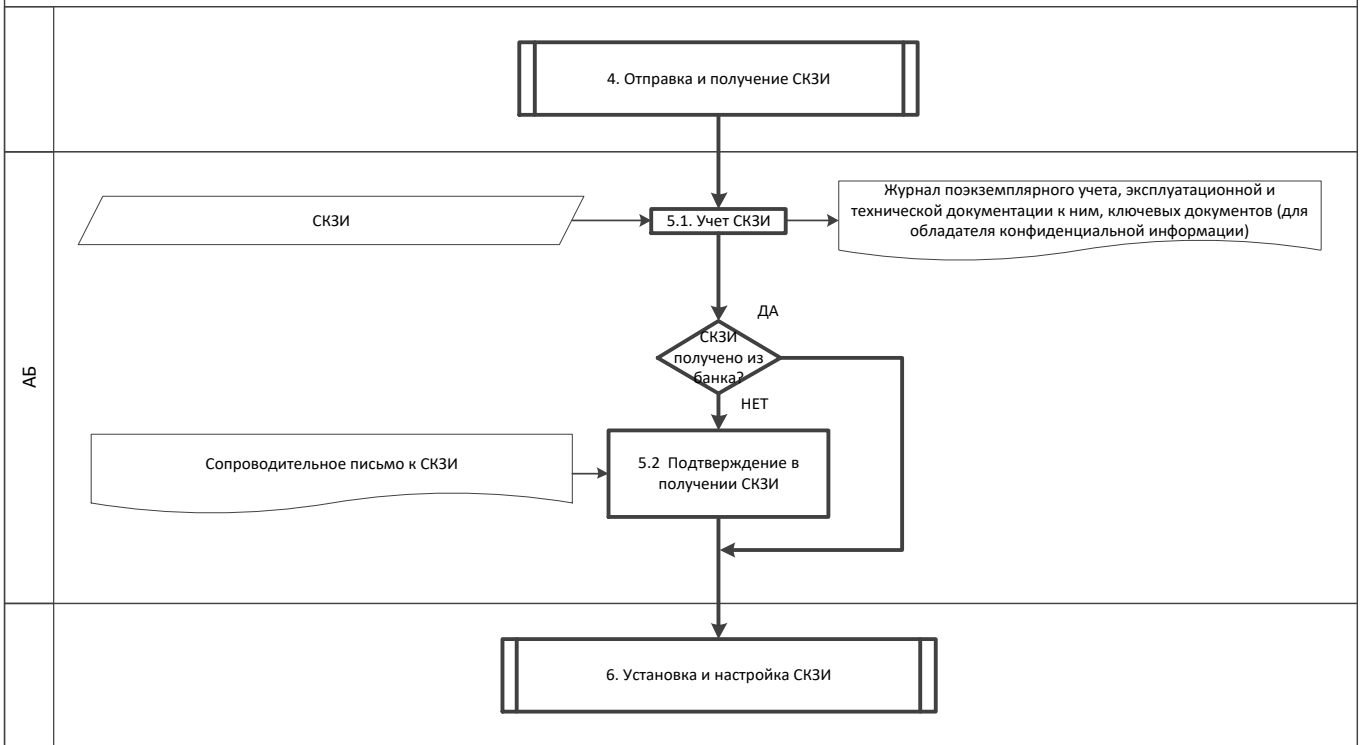 4. Отправка и получение СКЗИ
СКЗИ
5.1. Учет СКЗИ
Журнал поэкземплярного учета, эксплуатационной и
технической документации к ним, ключевых документов (для
обладателя конфиденциальной информации)
ДА
СКЗИ
получено из
банка?
НЕТ
АБ
Сопроводительное письмо к СКЗИ
5.2 Подтверждение в
получении СКЗИ
6. Установка и настройка СКЗИ